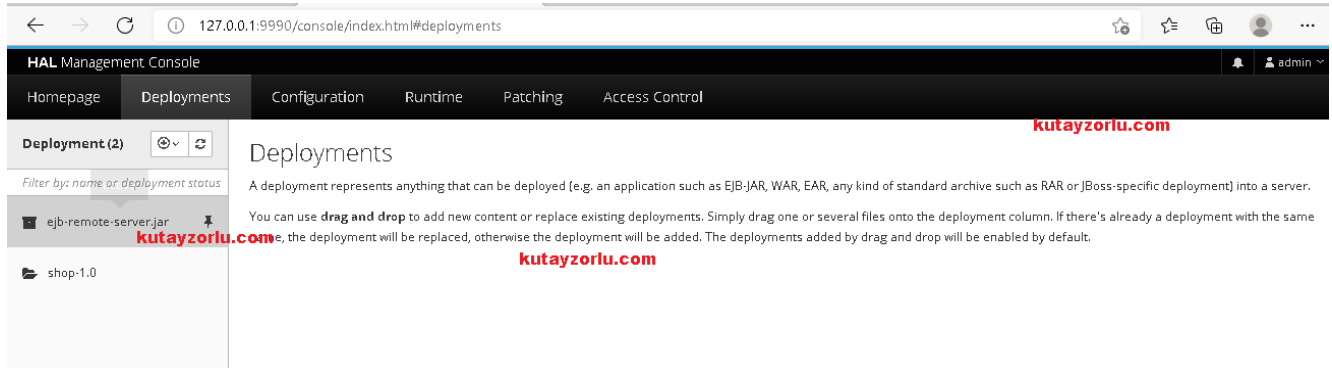 127.0.0.1:9990/console/index.html#deployments
HAL Management Console
admin
Homepage Deployments Configuration Runtime Patching Access Control
kutayzorlu.com
Deployment (2)
Deployments
Filter by: name or deployment status
A deployment represents anything that can be deployed (e.g. an application such as EJB-JAR, WAR, EAR, any kind of standard archive such as RAR or JBoss-specific deployment) into a server.
ejb-remote-server.jar
You can use drag and drop to add new content or replace existing deployments. Simply drag one or several files onto the deployment column. If there's already a deployment with the same
kutayzorlu.com
, the deployment will be replaced, otherwise the deployment will be added. The deployments added by drag and drop will be enabled by default.
kutayzorlu.com
shop-1.0